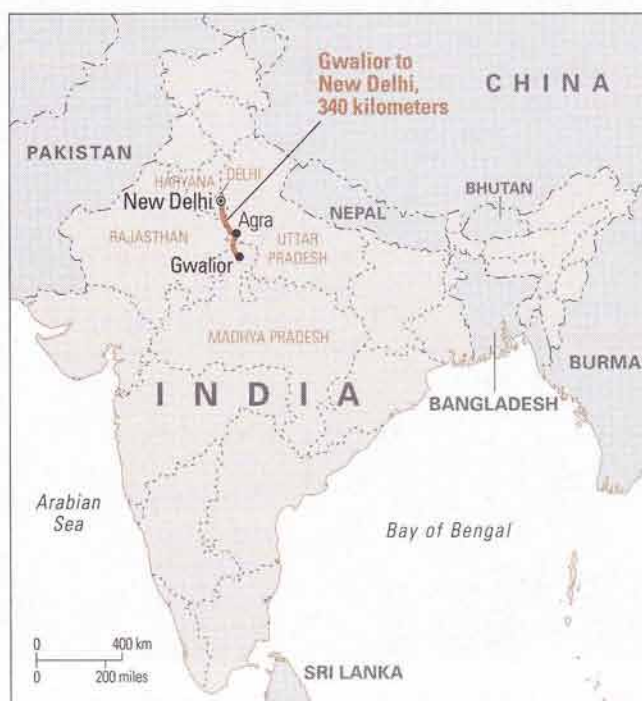 Gwalior to
New Delhi,
340 kilometers
CHINA
PAKISTAN
HARYANA
DELHI
BHUTAN
New Delhi
NEPAL
Agra
RAJASTHAN
UTTAR
PRADESH
Gwalior
MADHYA PRADESH
BURMA
INDIA
BANGLADESH
Arabian
Sea
Bay of Bengal
0 400 km
0 200 miles
SRI LANKA